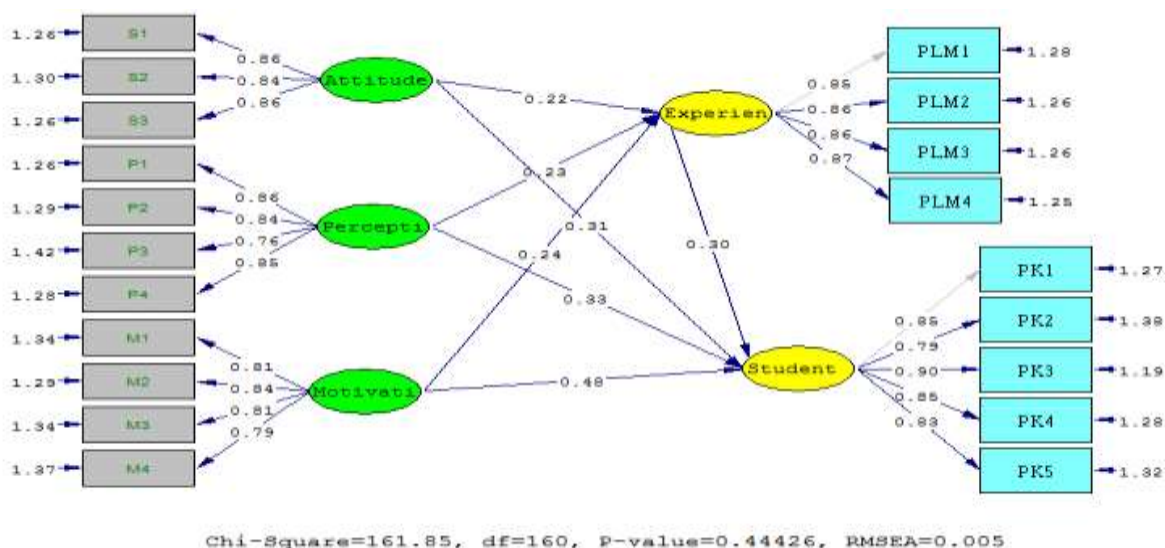 1.26 S1
1.30 S2
1.26 S3
1.26 P1
1.29 P2
1.42 P3
1.28 P4
1.34 M1
1.29 M2
1.34 M3
1.37 M4
0.86
0.84
0.86
0.86
0.84
0.76
0.85
0.81
0.84
0.81
0.79
Attitude
Percepti
Motivati
0.22
0.23
0.31
0.24
0.33
0.48
0.30
Experien
Student
0.85
0.86
0.86
0.87
0.85
0.79
0.90
0.85
0.83
PLM1 1.28
PLM2 1.26
PLM3 1.26
PLM4 1.25
PK1 1.27
PK2 1.38
PK3 1.19
PK4 1.28
PK5 1.32
Chi-Square=161.85, df=160, P-value=0.44426, RMSEA=0.005